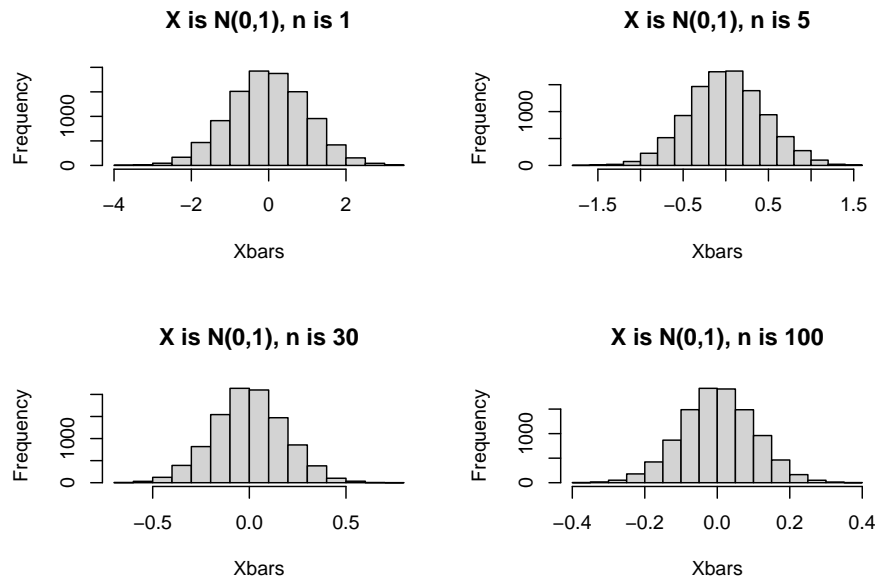 X is N(0,1), n is 1
Frequency
0 1000
−4 −2 0 2
Xbars
X is N(0,1), n is 5
Frequency
0 1000
−1.5 −0.5 0.5 1.5
Xbars
X is N(0,1), n is 30
Frequency
0 1000
−0.5 0.0 0.5
Xbars
X is N(0,1), n is 100
Frequency
0 1000
−0.4 −0.2 0.0 0.2 0.4
Xbars